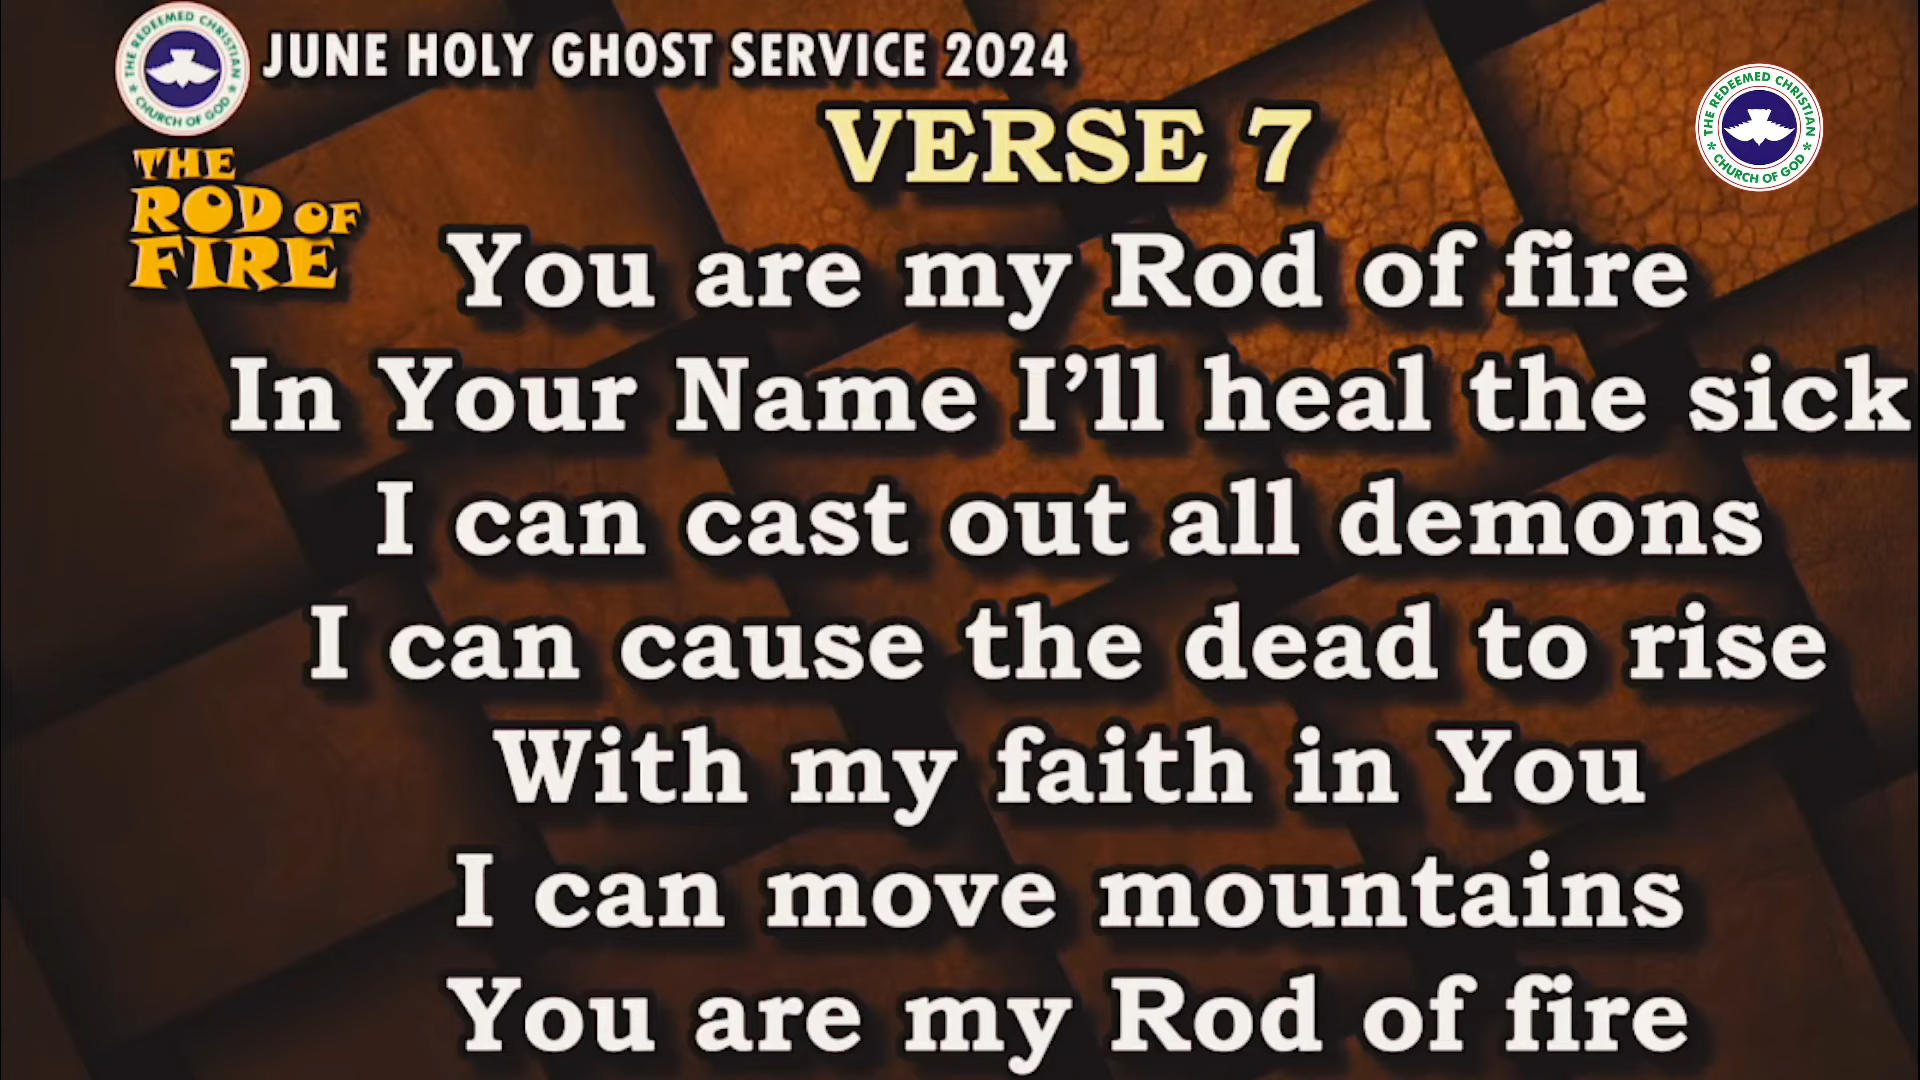 THE REDEEMED CHRISTIAN
CHURCH OF GOD
JUNE HOLY GHOST SERVICE 2024
THE
ROD OF
FIRE
THE REDEEMED CHRISTIAN
CHURCH OF GOD
VERSE 7
You are my Rod of fire
In Your Name I’ll heal the sick
I can cast out all demons
I can cause the dead to rise
With my faith in You
I can move mountains
You are my Rod of fire